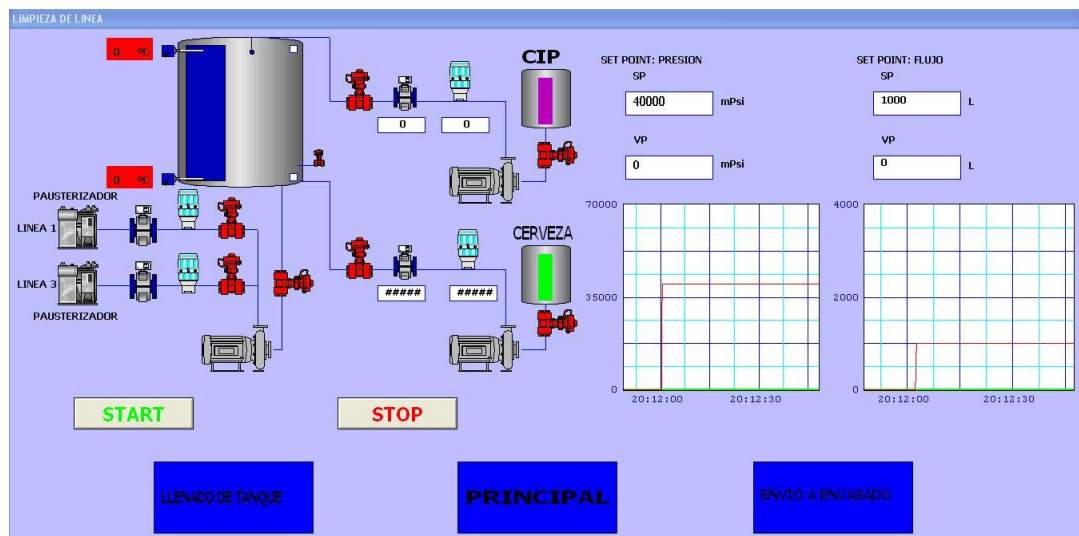 LIMPIEZA DE LINEA
0 ºC
CIP
0
0
SET POINT: PRESION
SP
40000 mPsi
VP
0 mPsi
SET POINT: FLUJO
SP
1000 L
VP
0 L
0 ºC
PAUSTERIZADOR
LINEA 1
LINEA 3
PAUSTERIZADOR
CERVEZA
#####
#####
70000
35000
0
20:12:00
20:12:30
4000
2000
0
20:12:00
20:12:30
START
STOP
LLENADO DE TANQUE
PRINCIPAL
ENVIO A ENVASADO